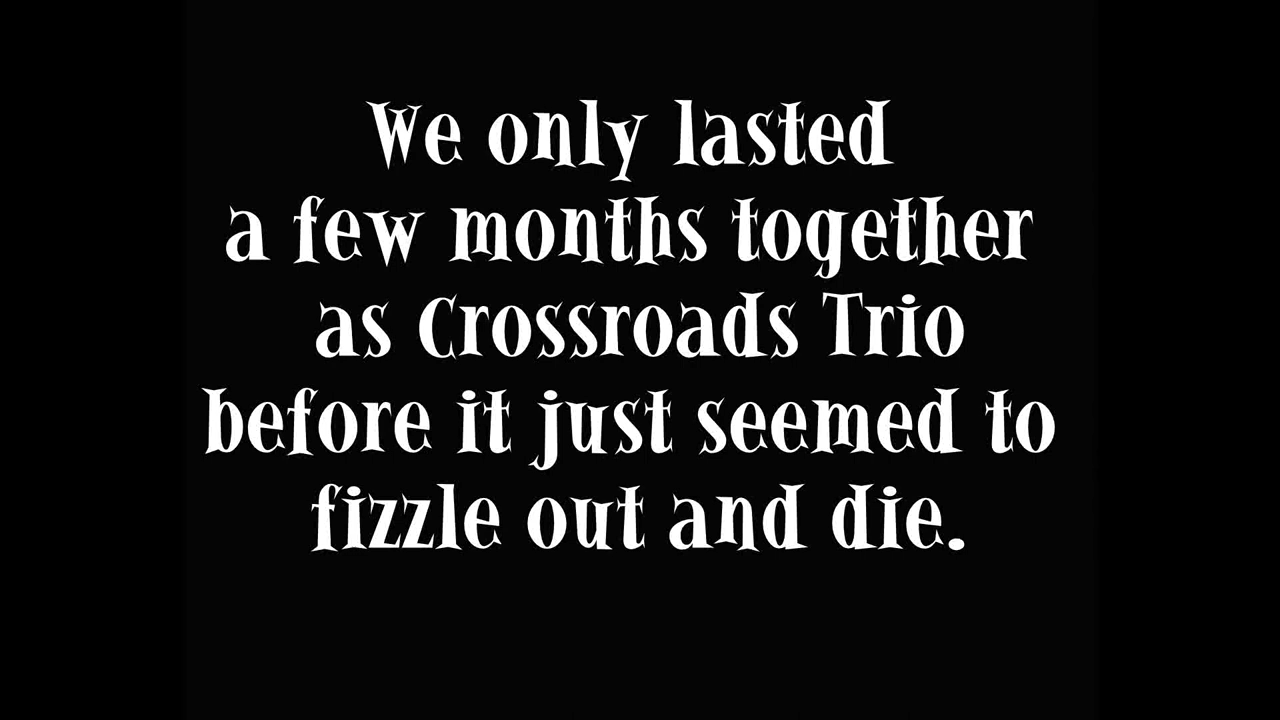 We only lasted
a few months together
as Crossroads Trio
before it just seemed to
fizzle out and die.